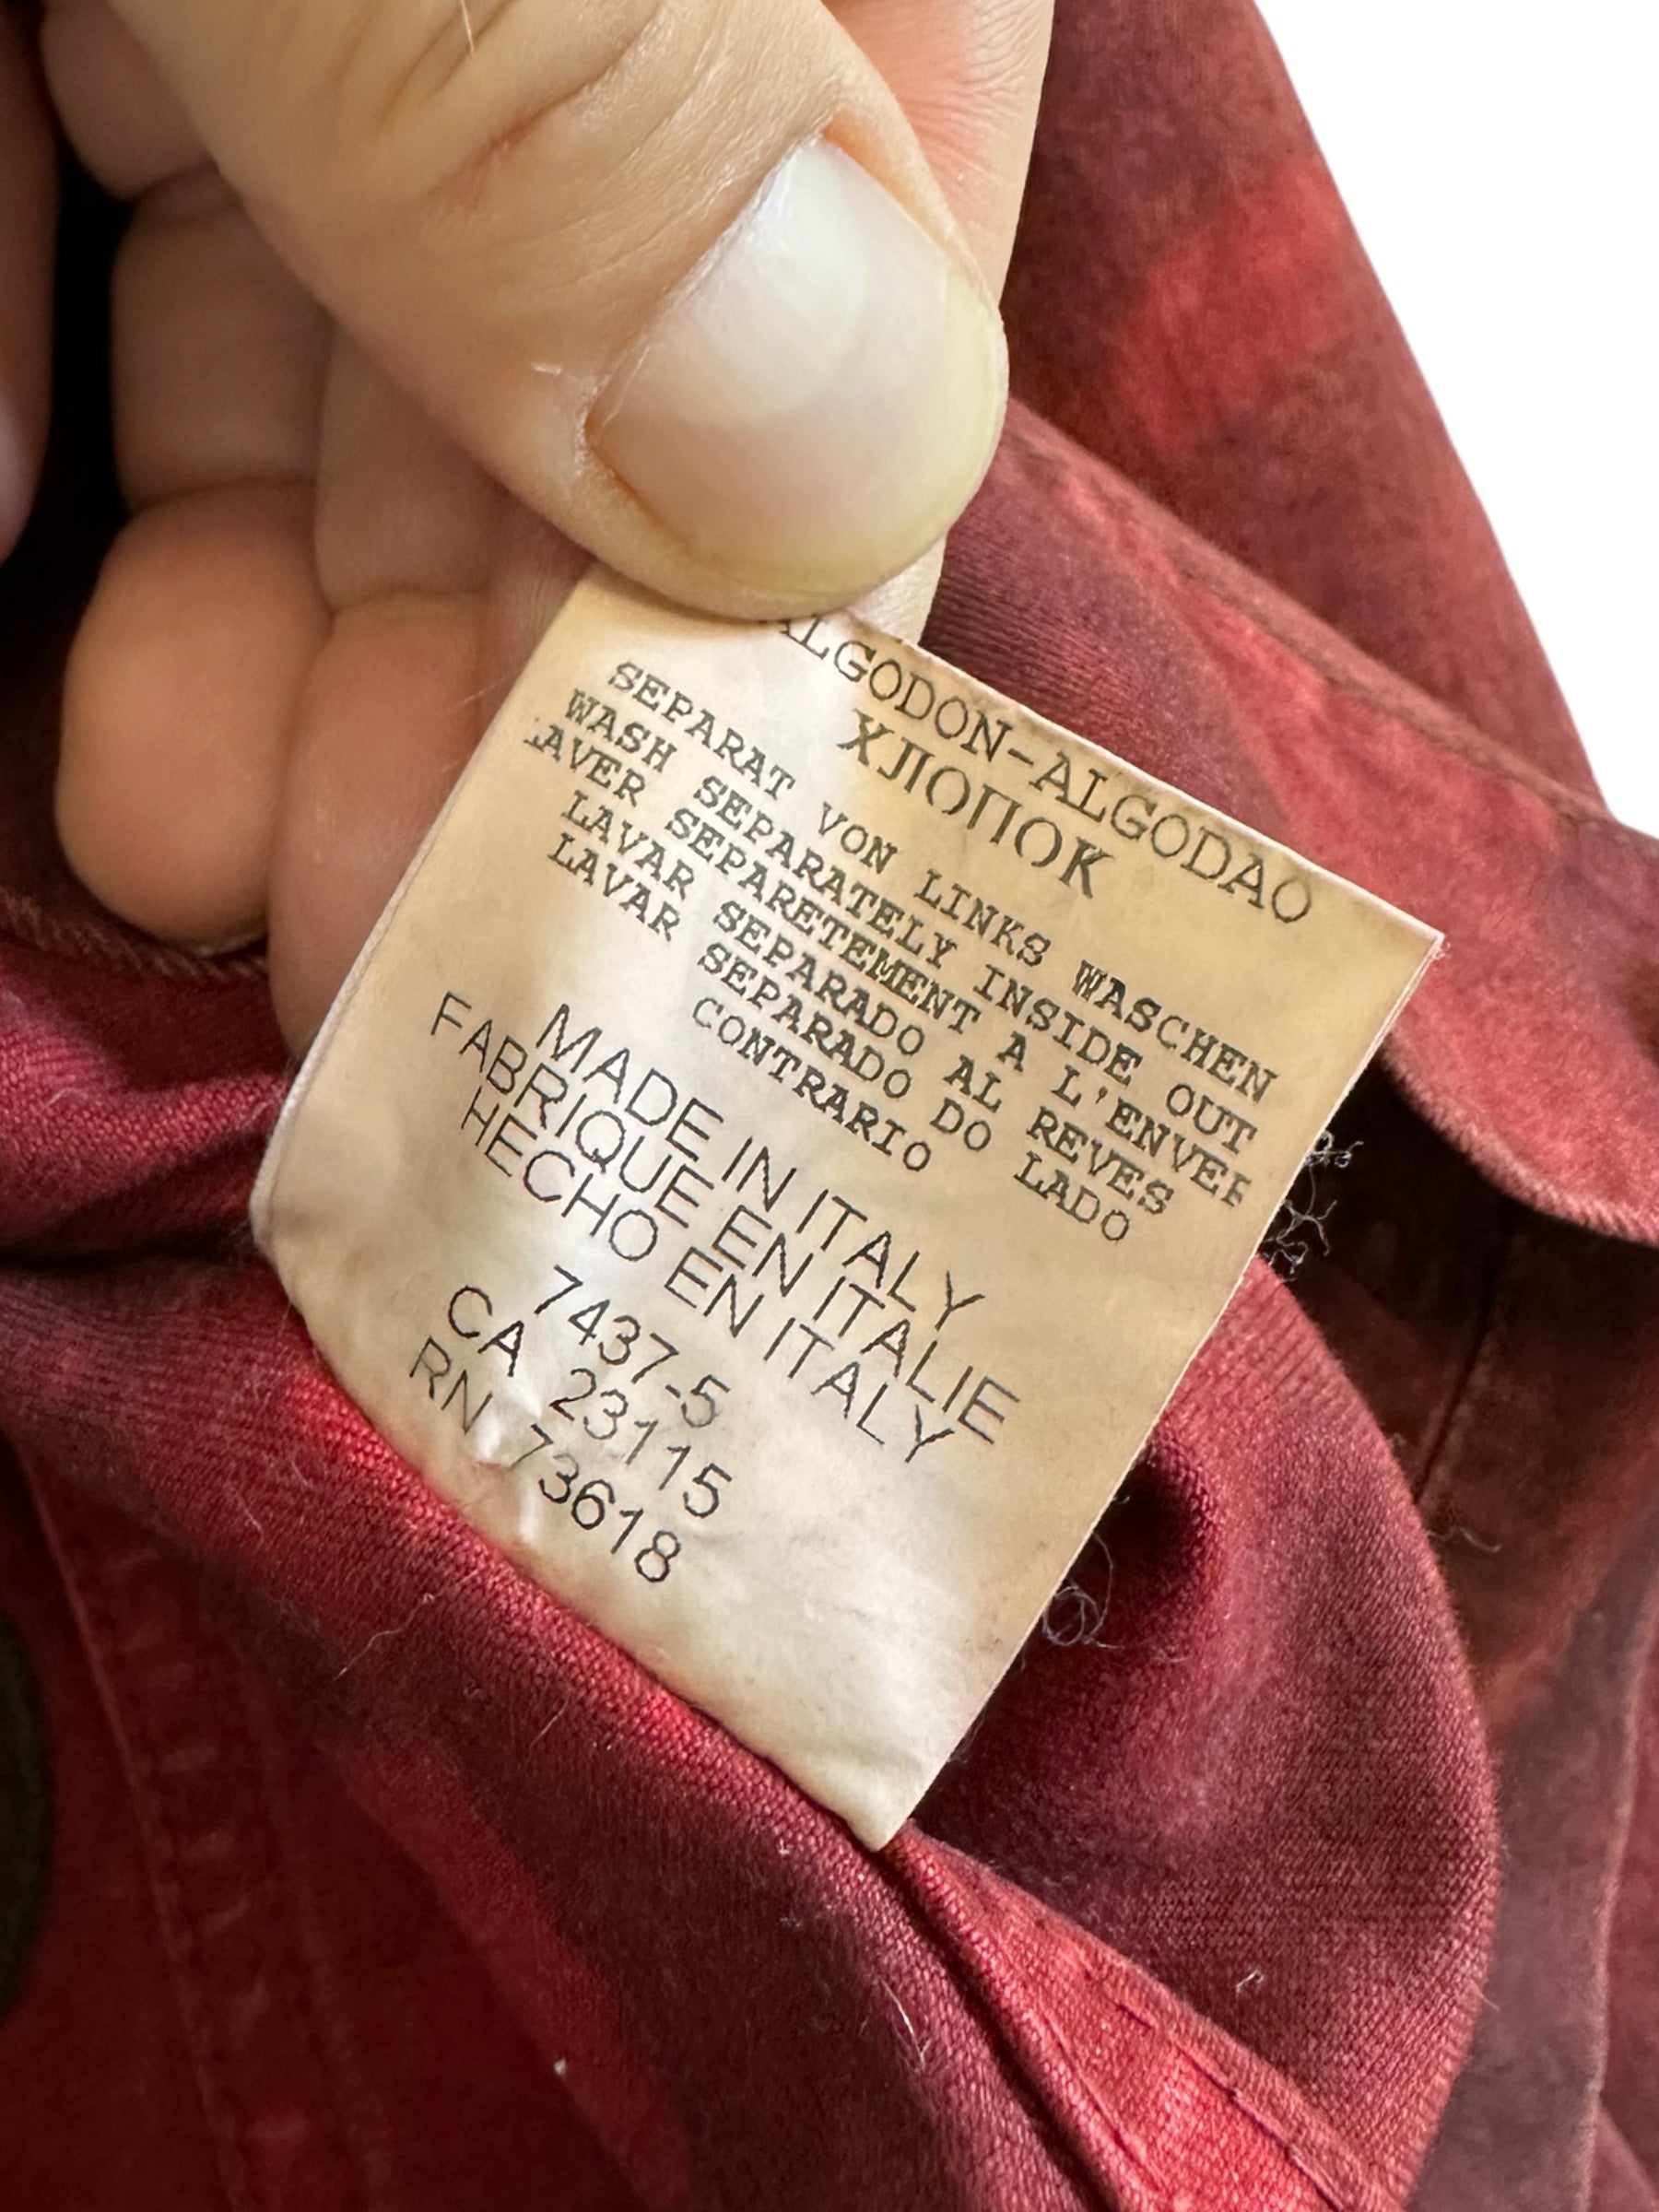 ALGODON-ALGODAO
ХЛОПОК
SEPARAT VON LINKS WASCHEN
WASH SEPARATELY INSIDE OUT
LAVER SEPARETEMENT A L'ENVER
LAVAR SEPARADO AL REVES
LAVAR SEPARADO DO LADO
CONTRARIO
MADE IN ITALY
FABRIQUE EN ITALIE
HECHO EN ITALY
7437-5
CA 23115
RN 73618